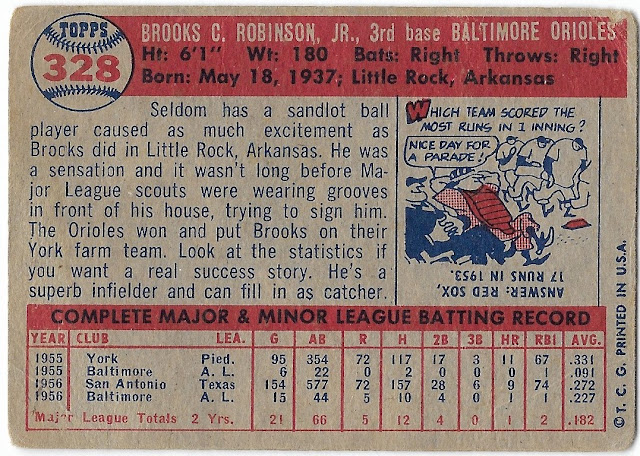 TOPPS
328
BROOKS C. ROBINSON, JR., 3rd base BALTIMORE ORIOLES
Ht: 6'1" Wt: 180 Bats: Right Throws: Right
Born: May 18, 1937; Little Rock, Arkansas
Seldom has a sandlot ball
player caused as much excitement as
Brooks did in Little Rock, Arkansas. He was
a sensation and it wasn't long before Ma-
jor League scouts were wearing grooves
in front of his house, trying to sign him.
The Orioles won and put Brooks on their
York farm team. Look at the statistics if
you want a real success story. He's a
superb infielder and can fill in as catcher.
WHICH TEAM SCORED THE
MOST RUNS IN 1 INNING?
NICE DAY FOR
A PARADE!
ANSWER: RED SOX,
17 RUNS IN 1953.
COMPLETE MAJOR & MINOR LEAGUE BATTING RECORD
YEAR CLUB LEA. G AB R H 2B 3B HR RBI AVG.
1955 York Pied. 95 354 72 117 17 3 11 67 .331
1955 Baltimore A. L. 6 22 0 2 0 0 0 1 .091
1956 San Antonio Texas 154 577 72 157 28 6 9 74 .272
1956 Baltimore A. L. 15 44 5 10 4 0 1 1 .227
Major League Totals 2 Yrs. 21 66 5 12 4 0 1 2 .182
© T. C. G. PRINTED IN U.S.A.